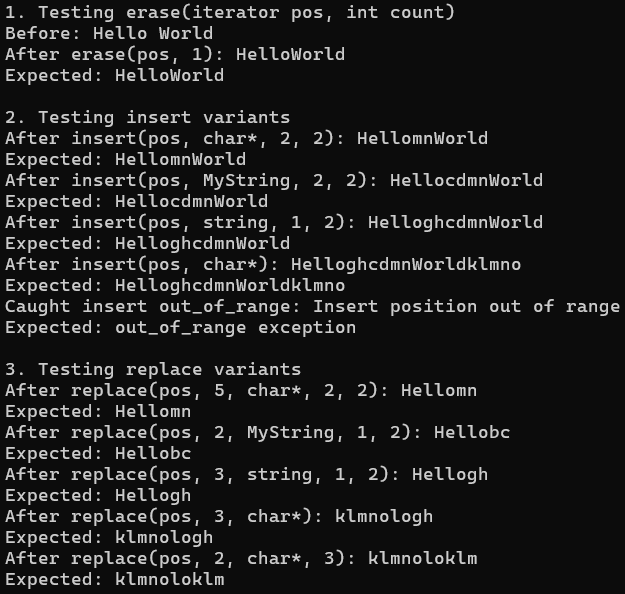 1. Testing erase(iterator pos, int count)
Before: Hello World
After erase(pos, 1): HelloWorld
Expected: HelloWorld

2. Testing insert variants
After insert(pos, char*, 2, 2): HellomnWorld
Expected: HellomnWorld
After insert(pos, MyString, 2, 2): HellocdmnWorld
Expected: HellocdmnWorld
After insert(pos, string, 1, 2): HelloghcdmnWorld
Expected: HelloghcdmnWorld
After insert(pos, char*): HelloghcdmnWorldklmno
Expected: HelloghcdmnWorldklmno
Caught insert out_of_range: Insert position out of range
Expected: out_of_range exception

3. Testing replace variants
After replace(pos, 5, char*, 2, 2): Hellomn
Expected: Hellomn
After replace(pos, 2, MyString, 1, 2): Hellobc
Expected: Hellobc
After replace(pos, 3, string, 1, 2): Hellogh
Expected: Hellogh
After replace(pos, 3, char*): klmnologh
Expected: klmnologh
After replace(pos, 2, char*, 3): klmnoloklm
Expected: klmnoloklm